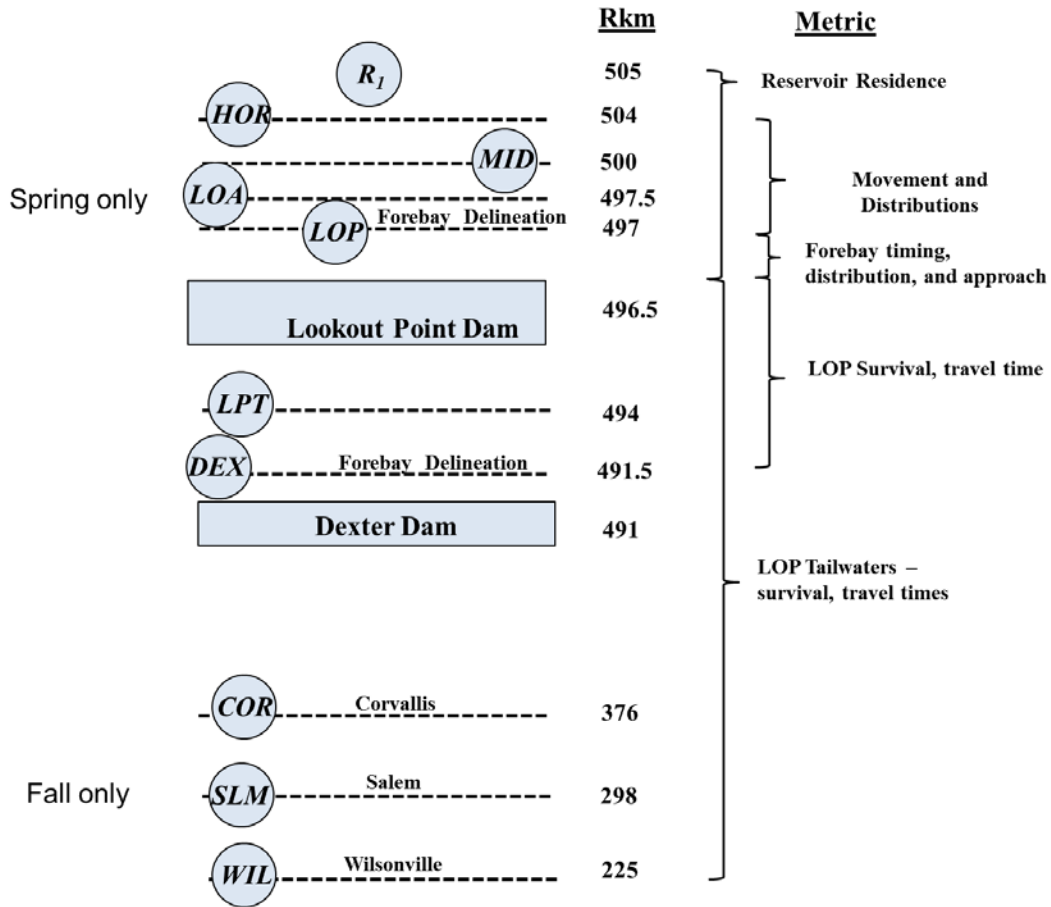 Rkm Metric
R1 505 Reservoir Residence
HOR 504
MID 500
Spring only LOA 497.5 Movement and
Distributions
LOP Forebay Delineation 497
Forebay timing,
distribution, and approach
Lookout Point Dam 496.5
LOP Survival, travel time
LPT 494
DEX Forebay Delineation 491.5
Dexter Dam 491
LOP Tailwaters –
survival, travel times
COR Corvallis 376
Fall only SLM Salem 298
WIL Wilsonville 225